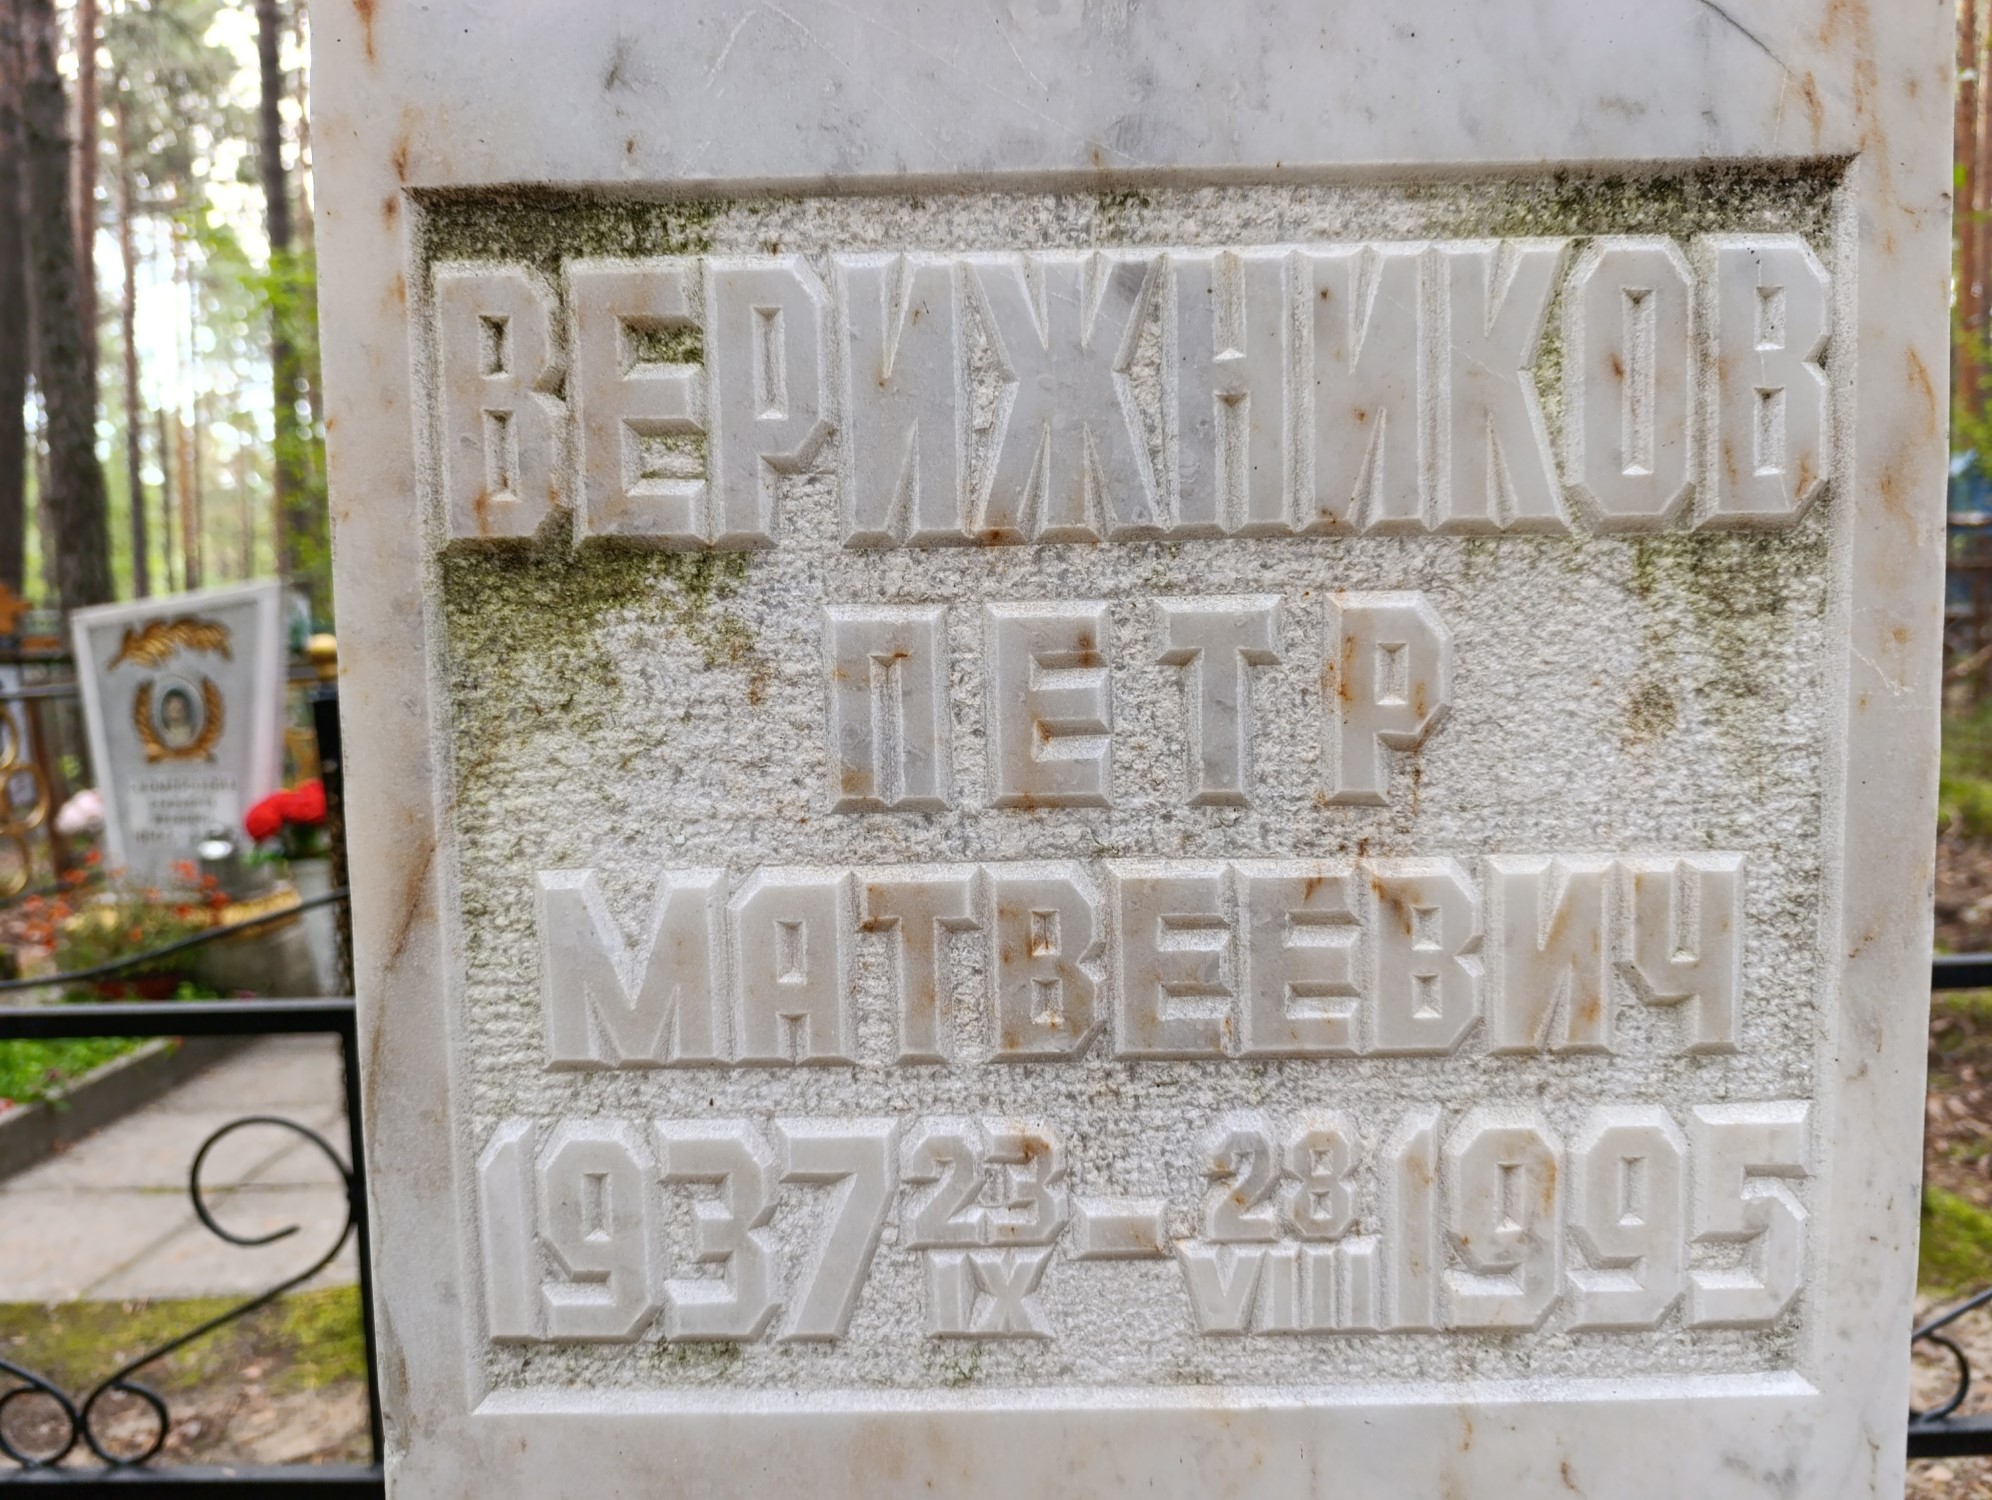 ВЕРИЖНИКОВ
ПЕТР
МАТВЕЕВИЧ
1937 23/IX – 28/VIII 1995